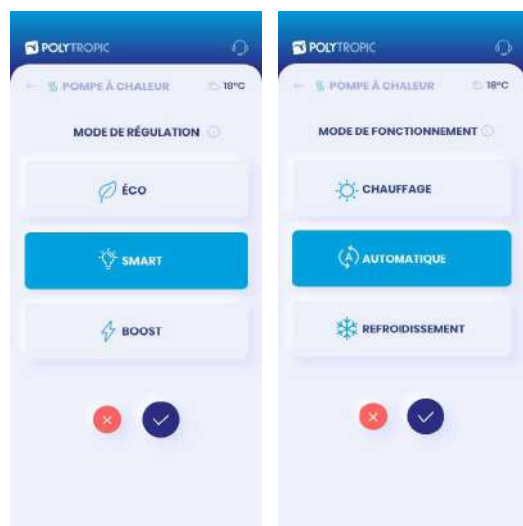 POLYTROPIC
POMPE À CHALEUR 18°C
MODE DE RÉGULATION
ÉCO
SMART
BOOST
POLYTROPIC
POMPE À CHALEUR 18°C
MODE DE FONCTIONNEMENT
CHAUFFAGE
A AUTOMATIQUE
REFROIDISSEMENT